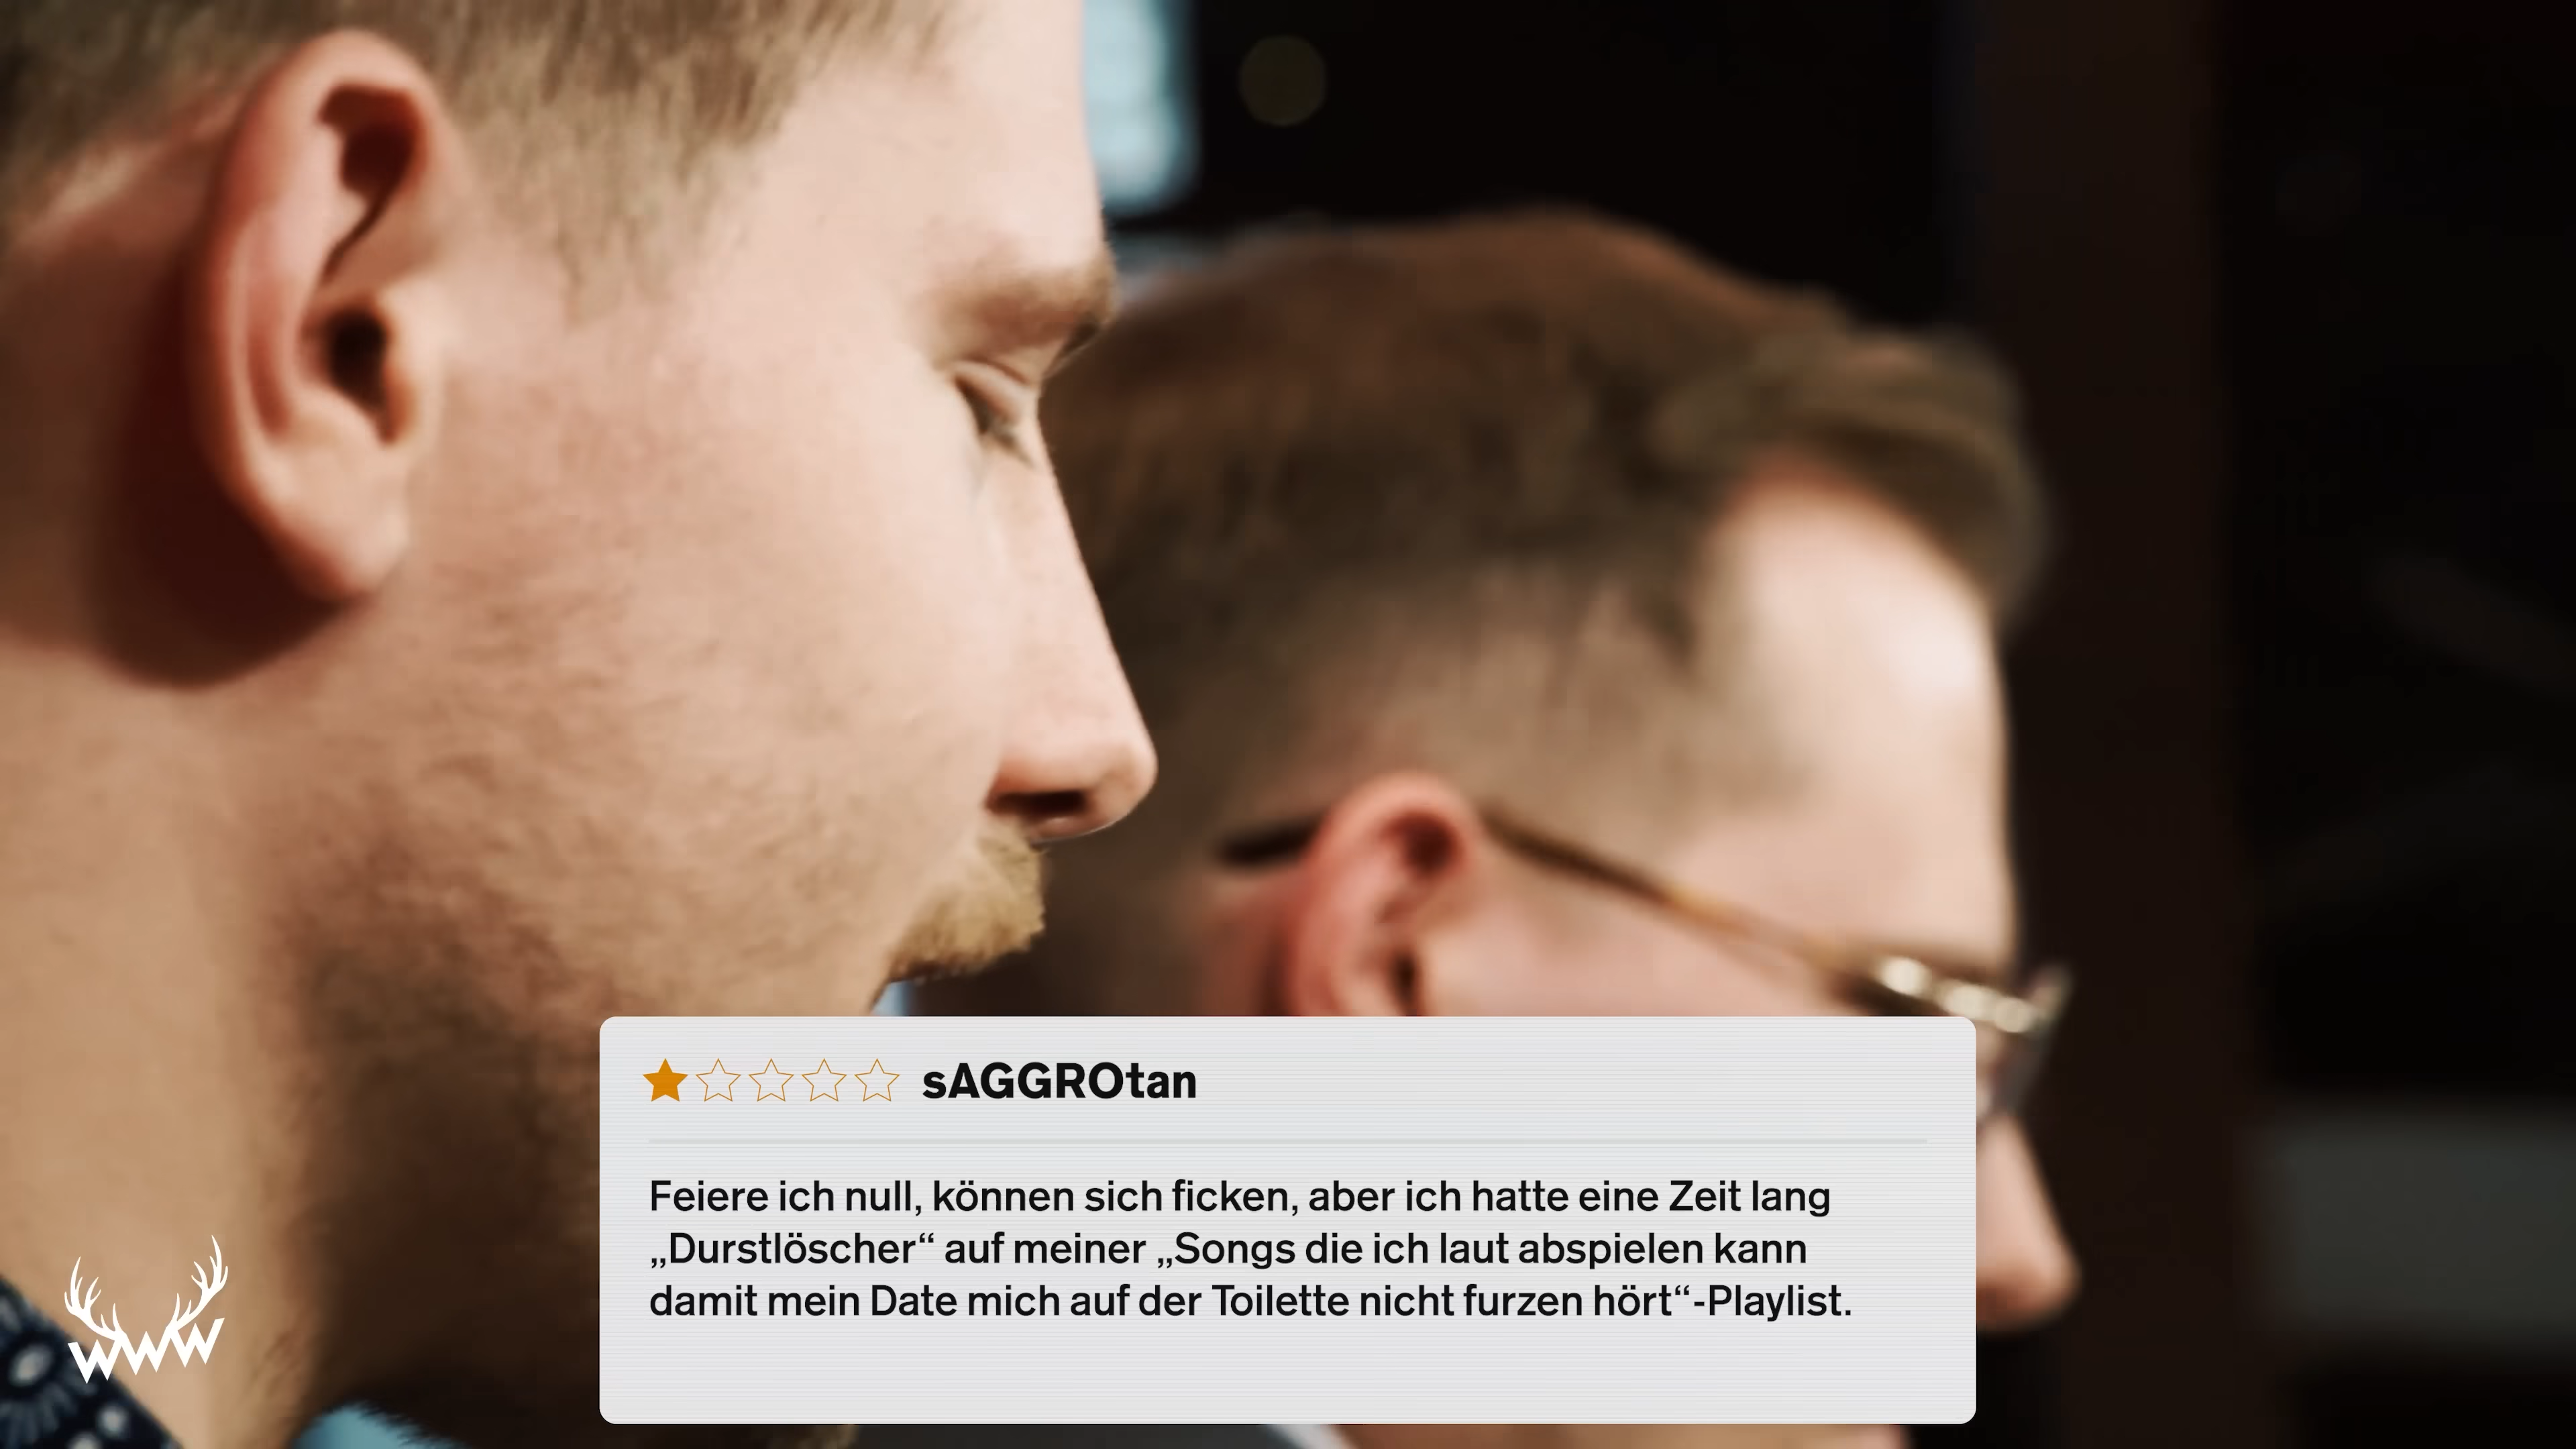 sAGGROtan
Feiere ich null, können sich ficken, aber ich hatte eine Zeit lang
„Durstlöscher“ auf meiner „Songs die ich laut abspielen kann
damit mein Date mich auf der Toilette nicht furzen hört“-Playlist.
WWW